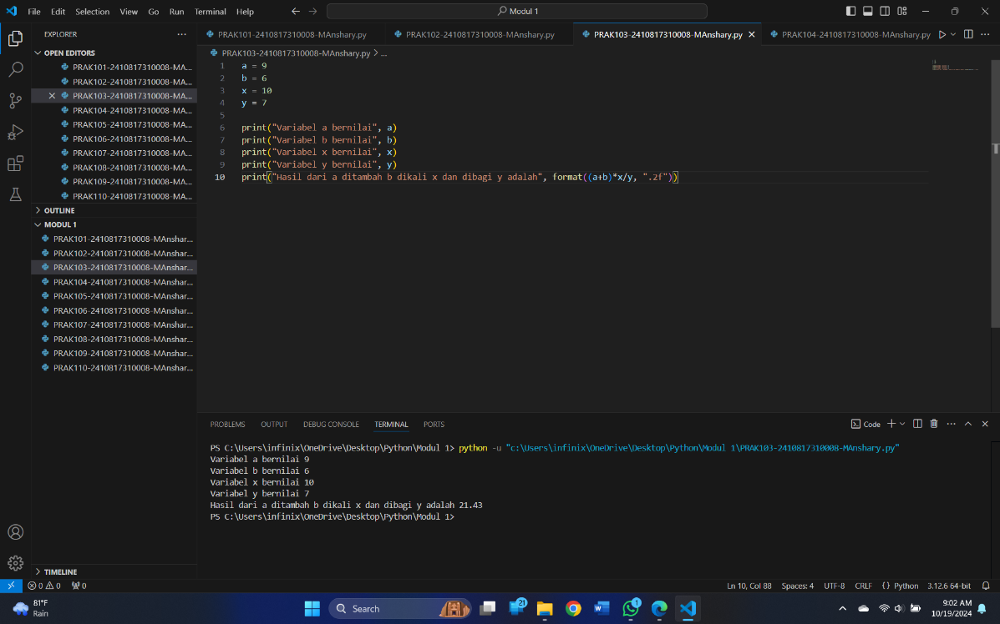 File Edit Selection View Go Run Terminal Help
Modul 1
EXPLORER
OPEN EDITORS
PRAK101-2410817310008-MA...
PRAK102-2410817310008-MA...
PRAK103-2410817310008-MA...
PRAK104-2410817310008-MA...
PRAK105-2410817310008-MA...
PRAK106-2410817310008-MA...
PRAK107-2410817310008-MA...
PRAK108-2410817310008-MA...
PRAK109-2410817310008-MA...
PRAK110-2410817310008-MA...
OUTLINE
MODUL 1
PRAK101-2410817310008-MAnshar...
PRAK102-2410817310008-MAnshar...
PRAK103-2410817310008-MAnshar...
PRAK104-2410817310008-MAnshar...
PRAK105-2410817310008-MAnshar...
PRAK106-2410817310008-MAnshar...
PRAK107-2410817310008-MAnshar...
PRAK108-2410817310008-MAnshar...
PRAK109-2410817310008-MAnshar...
PRAK110-2410817310008-MAnshar...
TIMELINE
PRAK101-2410817310008-MAnshary.py PRAK102-2410817310008-MAnshary.py PRAK103-2410817310008-MAnshary.py PRAK104-2410817310008-MAnshary.py
PRAK103-2410817310008-MAnshary.py > ...
1 a = 9
2 b = 6
3 x = 10
4 y = 7
5
6 print("Variabel a bernilai", a)
7 print("Variabel b bernilai", b)
8 print("Variabel x bernilai", x)
9 print("Variabel y bernilai", y)
10 print("Hasil dari a ditambah b dikali x dan dibagi y adalah", format((a+b)*x/y, ".2f"))
PROBLEMS OUTPUT DEBUG CONSOLE TERMINAL PORTS
Code
PS C:\Users\infinix\OneDrive\Desktop\Python\Modul 1> python -u "c:\Users\infinix\OneDrive\Desktop\Python\Modul 1\PRAK103-2410817310008-MAnshary.py"
Variabel a bernilai 9
Variabel b bernilai 6
Variabel x bernilai 10
Variabel y bernilai 7
Hasil dari a ditambah b dikali x dan dibagi y adalah 21.43
PS C:\Users\infinix\OneDrive\Desktop\Python\Modul 1>
0 0 0
Ln 10, Col 88 Spaces: 4 UTF-8 CRLF {} Python 3.12.6 64-bit
81°F
Rain
Search
21
1
9:02 AM
10/19/2024